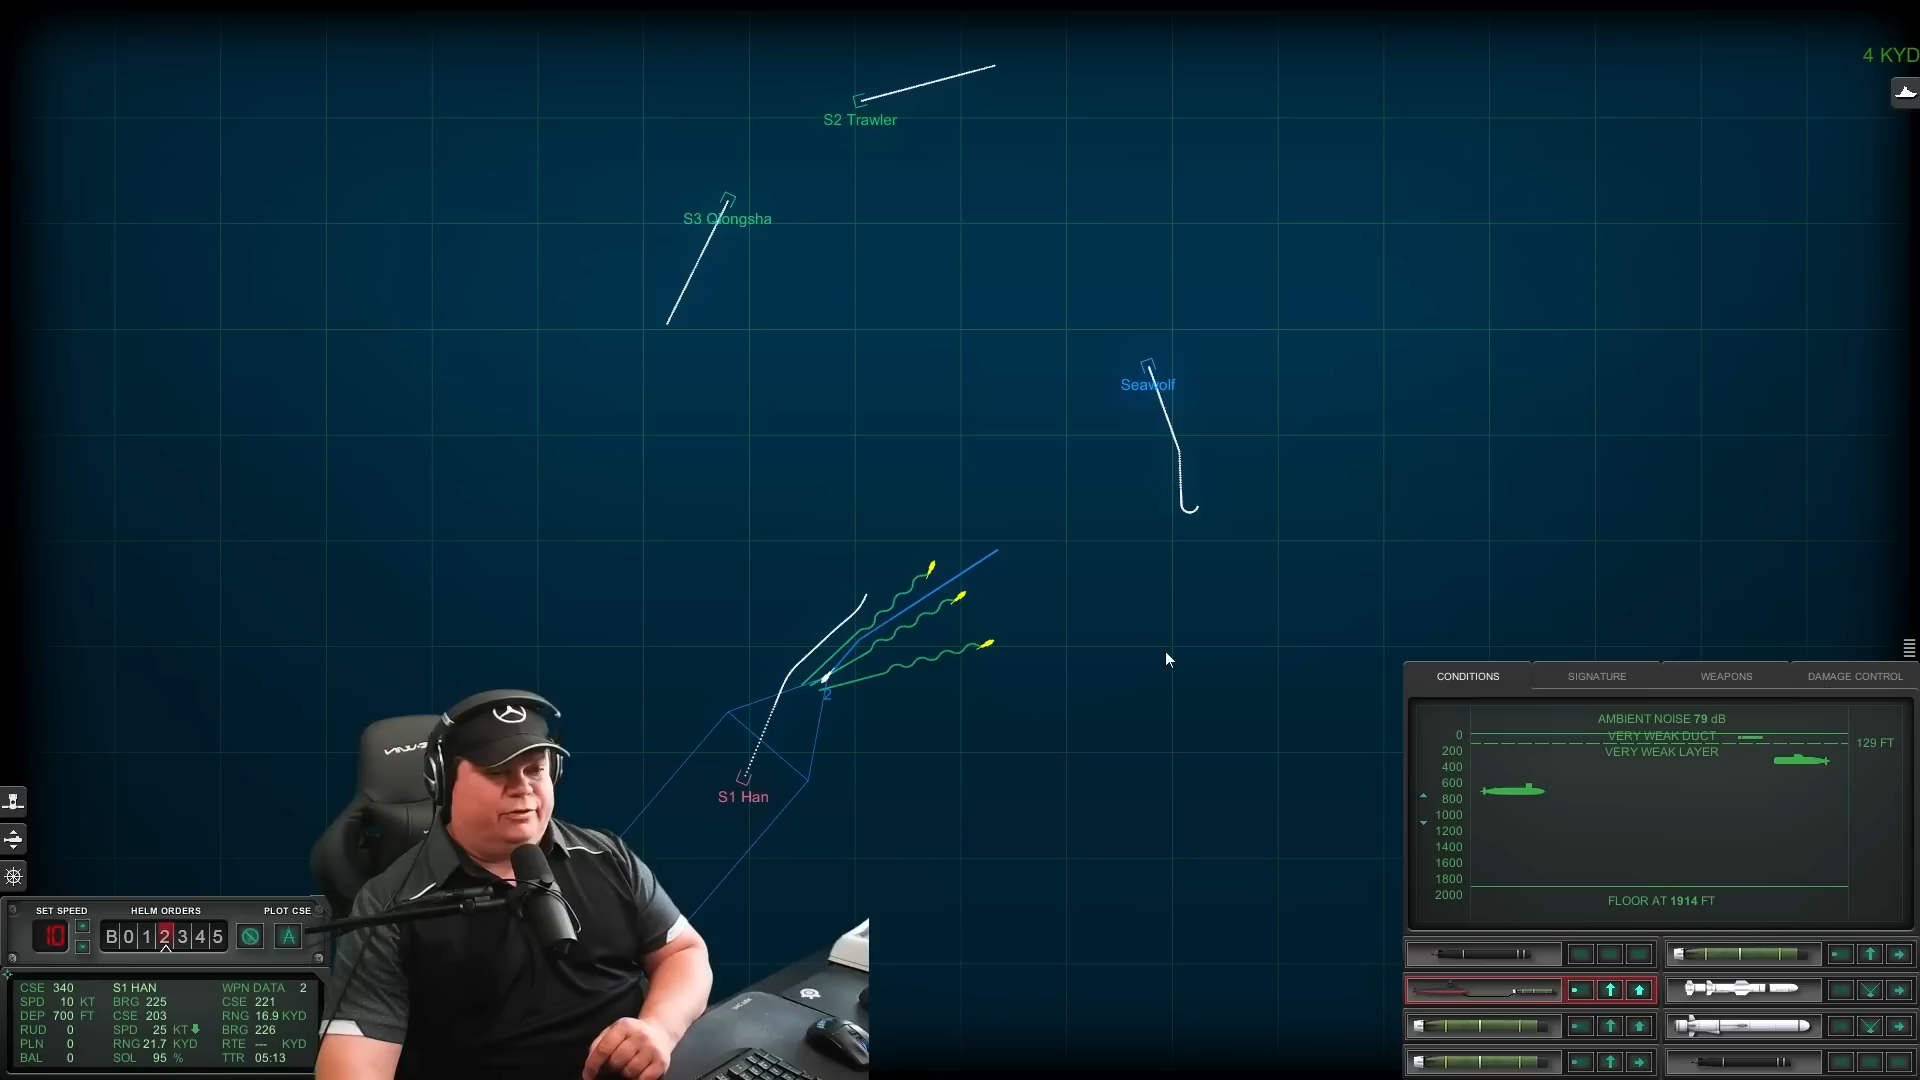 4 KYD
S2 Trawler
S3 Qiongsha
Seawolf
2
S1 Han
CONDITIONS SIGNATURE WEAPONS DAMAGE CONTROL
AMBIENT NOISE 79 dB
0 VERY WEAK DUCT
129 FT
200 VERY WEAK LAYER
400
600
800
1000
1200
1400
1600
1800
2000
FLOOR AT 1914 FT
SET SPEED HELM ORDERS PLOT CSE
10 B 0 1 2 3 4 5
CSE 340 S1 HAN WPN DATA 2
SPD 10 KT BRG 225 CSE 221
DEP 700 FT CSE 203 RNG 16.9 KYD
RUD 0 SPD 25 KT BRG 226
PLN 0 RNG 21.7 KYD RTE --- KYD
BAL 0 SOL 95 % TTR 05:13